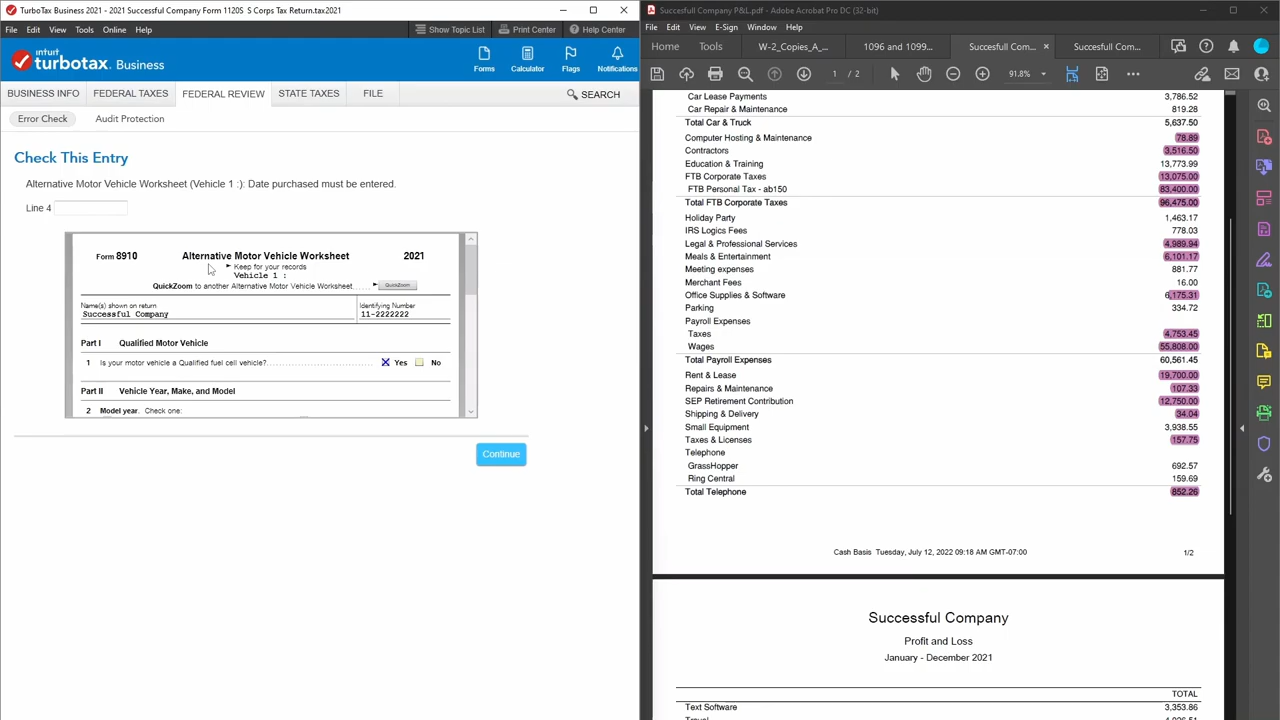 TurboTax Business 2021 - 2021 Successful Company Form 1120S S Corps Tax Return.tax2021
File Edit View Tools Online Help
Show Topic List
Print Center
Help Center
intuit turbotax. Business
Forms
Calculator
Flags
Notifications
BUSINESS INFO
FEDERAL TAXES
FEDERAL REVIEW
STATE TAXES
FILE
SEARCH
Error Check
Audit Protection
Check This Entry
Alternative Motor Vehicle Worksheet (Vehicle 1 :): Date purchased must be entered.
Line 4
Form 8910 Alternative Motor Vehicle Worksheet 2021
Keep for your records
Vehicle 1 :
QuickZoom to another Alternative Motor Vehicle Worksheet..... QuickZoom
Name(s) shown on return Identifying Number
Successful Company 11-2222222
Part I Qualified Motor Vehicle
1 Is your motor vehicle a Qualified fuel cell vehicle? X Yes No
Part II Vehicle Year, Make, and Model
2 Model year. Check one:
Continue
Succesfull Company P&L.pdf - Adobe Acrobat Pro DC (32-bit)
File Edit View E-Sign Window Help
Home
Tools
W-2_Copies_A_...
1096 and 1099...
Succesfull Com... ×
Succesfull Com...
1 / 2
91.8%
Car Lease Payments 3,786.52
Car Repair & Maintenance 819.28
Total Car & Truck 5,637.50
Computer Hosting & Maintenance 78.89
Contractors 3,516.50
Education & Training 13,773.99
FTB Corporate Taxes 13,075.00
FTB Personal Tax - ab150 83,400.00
Total FTB Corporate Taxes 96,475.00
Holiday Party 1,463.17
IRS Logics Fees 778.03
Legal & Professional Services 4,989.94
Meals & Entertainment 6,101.17
Meeting expenses 881.77
Merchant Fees 16.00
Office Supplies & Software 6,175.31
Parking 334.72
Payroll Expenses
Taxes 4,753.45
Wages 55,808.00
Total Payroll Expenses 60,561.45
Rent & Lease 19,700.00
Repairs & Maintenance 107.33
SEP Retirement Contribution 12,750.00
Shipping & Delivery 34.04
Small Equipment 3,938.55
Taxes & Licenses 157.75
Telephone
GrassHopper 692.57
Ring Central 159.69
Total Telephone 852.26
Cash Basis Tuesday, July 12, 2022 09:18 AM GMT-07:00 1/2
Successful Company
Profit and Loss
January - December 2021
TOTAL
Text Software 3,353.86